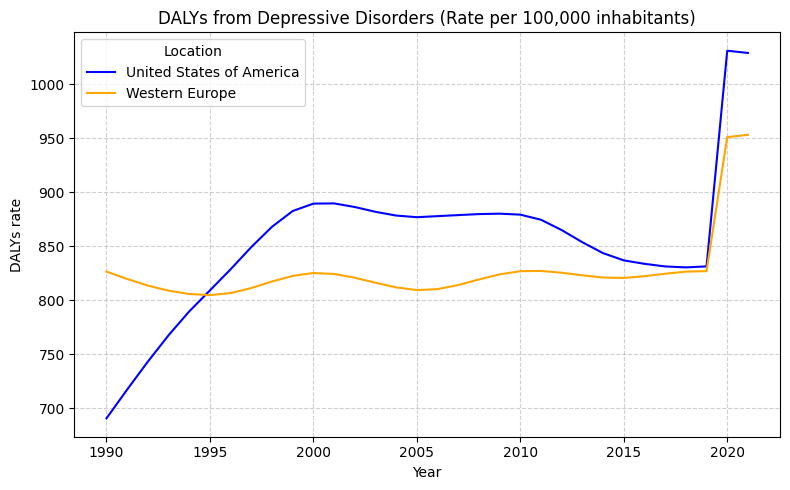 DALYs from Depressive Disorders (Rate per 100,000 inhabitants)
Location
United States of America
Western Europe
DALYs rate
1000
950
900
850
800
750
700
1990
1995
2000
2005
2010
2015
2020
Year